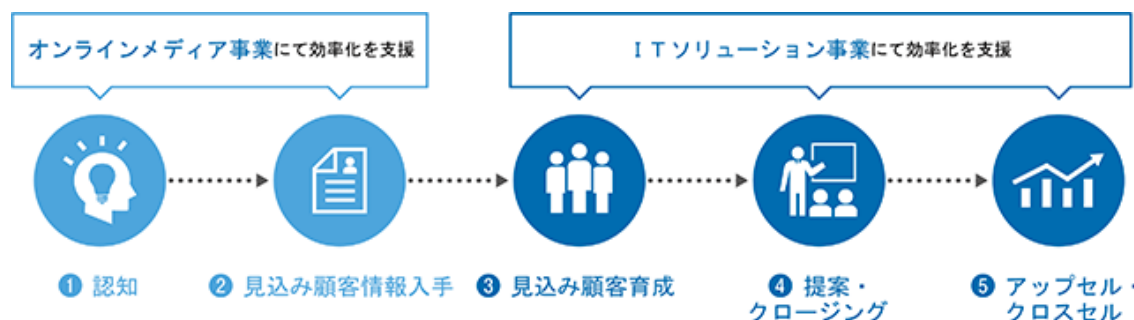 オンラインメディア事業にて効率化を支援
ITソリューション事業にて効率化を支援
❶ 認知
❷ 見込み顧客情報入手
❸ 見込み顧客育成
❹ 提案・
クロージング
❺ アップセル・
クロスセル